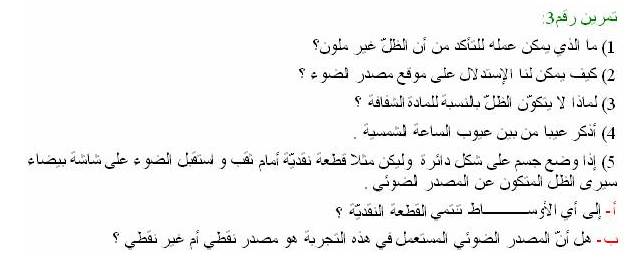 تمرين رقم3:
1) ما الذي يمكن عمله للتأكد من أن الظلّ غير ملون؟
2) كيف يمكن لنا الإستدلال على موقع مصدر الضوء ؟
3) لماذا لا يتكوّن الظلّ بالنسبة للمادة الشفافة ؟
4) أذكر عيبا من بين عيوب الساعة الشمسية .
5) إذا وضع جسم على شكل دائرة وليكن مثلا قطعة نقديّة أمام ثقب و استقبل الضوء على شاشة بيضاء
سيرى الظل المتكون عن المصدر الضوئي .
أ- إلى أي الأوســـــــــاط تنتمي القطعة النقديّة ؟
ب- هل أنّ المصدر الضوئي المستعمل في هذه التجربة هو مصدر نقطي أم غير نقطي ؟